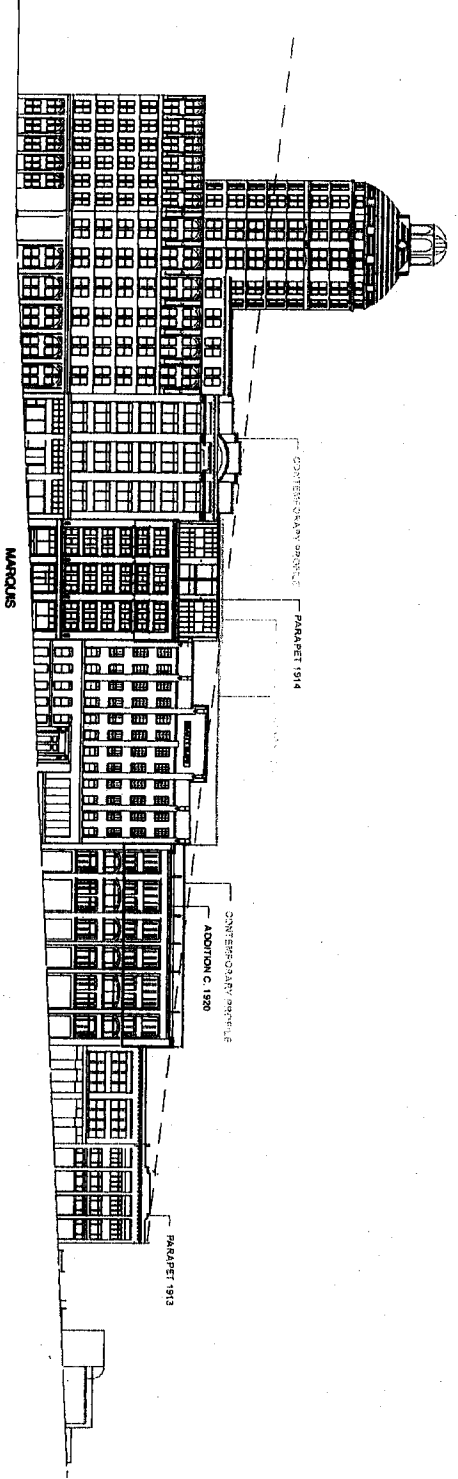 CONTEMPORARY PROFILE
PARAPET 1914
MARQUIS
CONTEMPORARY PROFILE
ADDITION C. 1920
PARAPET 1913